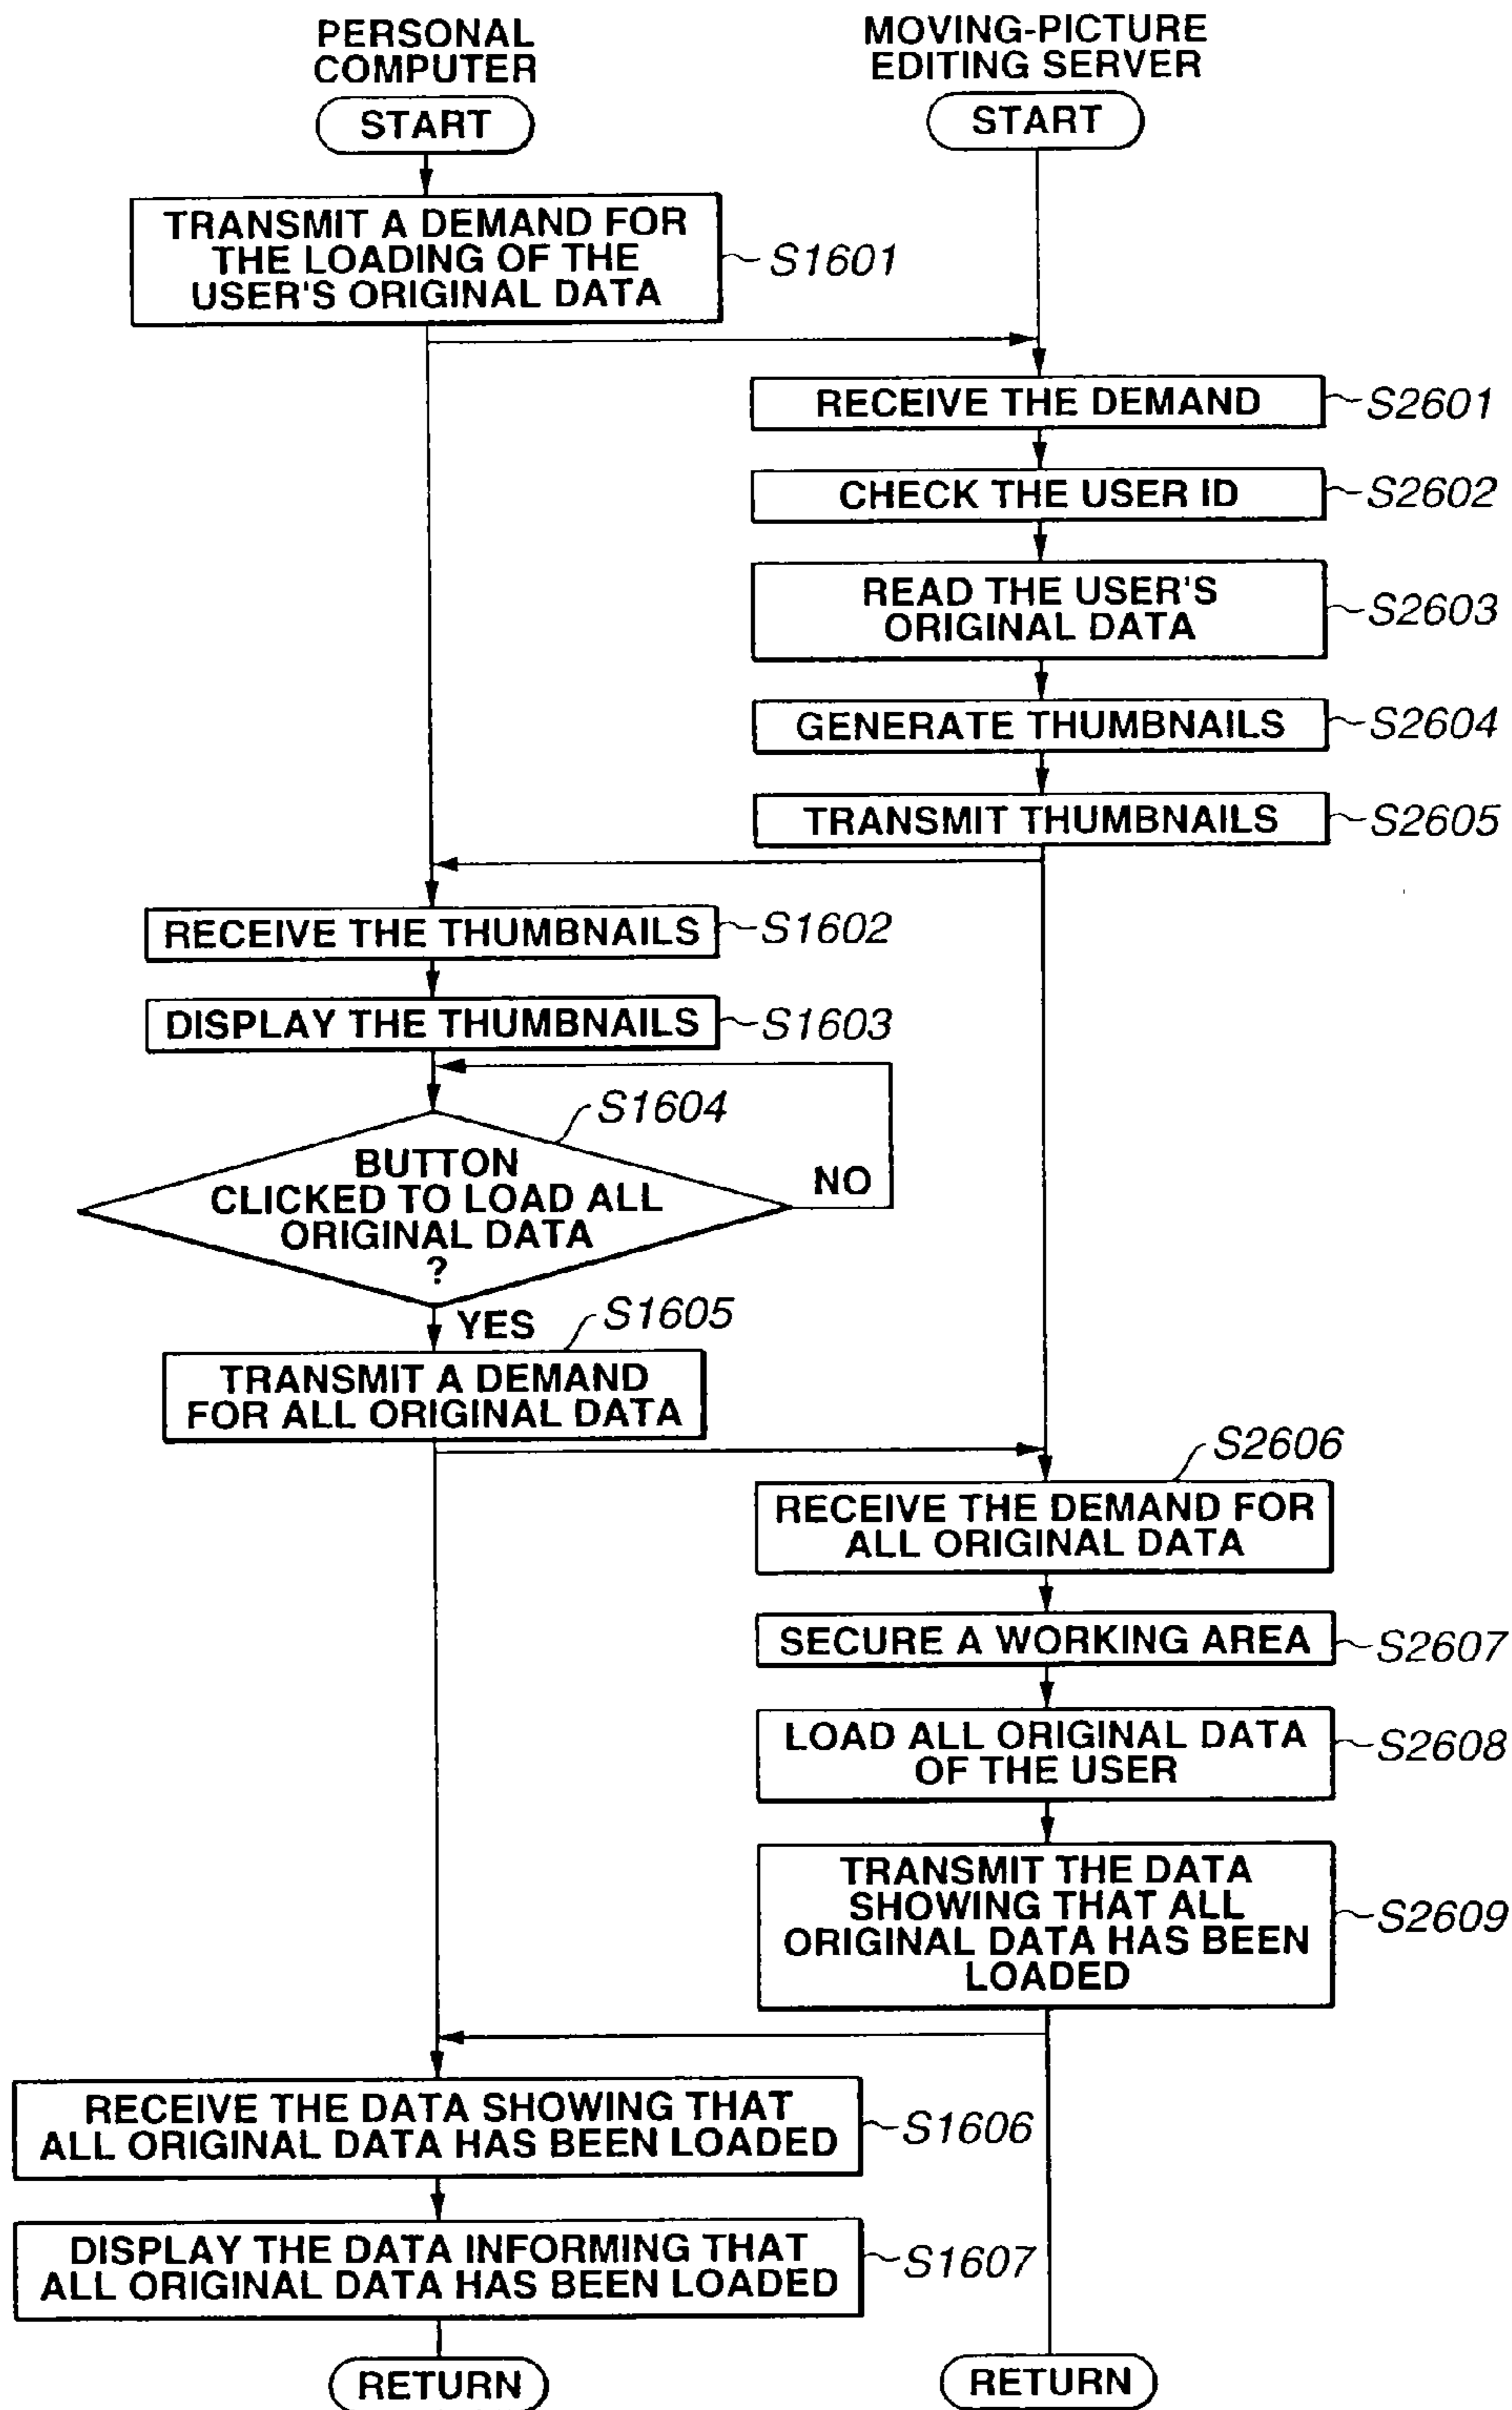 PERSONAL
COMPUTER
MOVING-PICTURE
EDITING SERVER
START
START
TRANSMIT A DEMAND FOR
THE LOADING OF THE
USER'S ORIGINAL DATA
S1601
RECEIVE THE DEMAND
S2601
CHECK THE USER ID
S2602
READ THE USER'S
ORIGINAL DATA
S2603
GENERATE THUMBNAILS
S2604
TRANSMIT THUMBNAILS
S2605
RECEIVE THE THUMBNAILS
S1602
DISPLAY THE THUMBNAILS
S1603
S1604
BUTTON
CLICKED TO LOAD ALL
ORIGINAL DATA
?
NO
YES
S1605
TRANSMIT A DEMAND
FOR ALL ORIGINAL DATA
S2606
RECEIVE THE DEMAND FOR
ALL ORIGINAL DATA
SECURE A WORKING AREA
S2607
LOAD ALL ORIGINAL DATA
OF THE USER
S2608
TRANSMIT THE DATA
SHOWING THAT ALL
ORIGINAL DATA HAS BEEN
LOADED
S2609
RECEIVE THE DATA SHOWING THAT
ALL ORIGINAL DATA HAS BEEN LOADED
S1606
DISPLAY THE DATA INFORMING THAT
ALL ORIGINAL DATA HAS BEEN LOADED
S1607
RETURN
RETURN